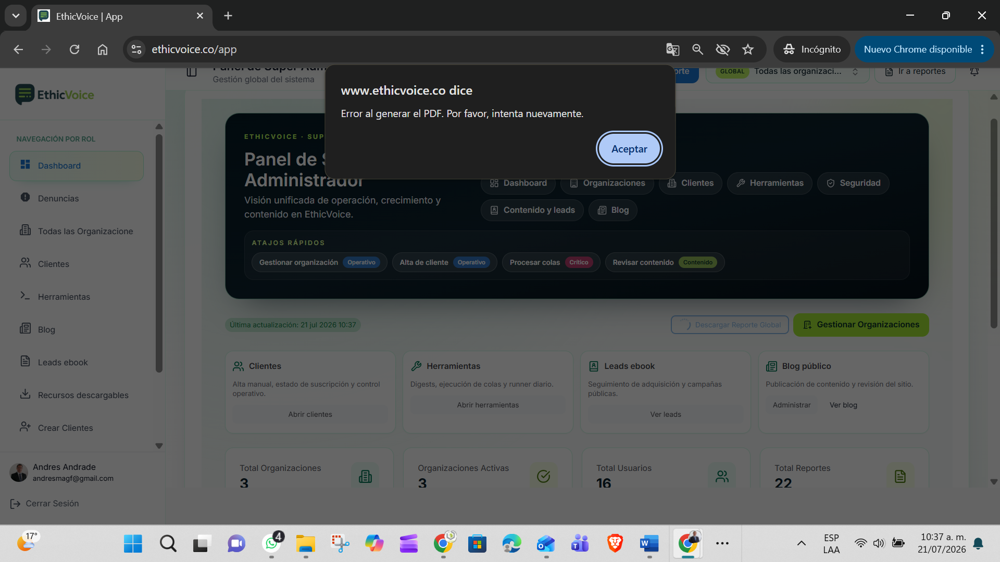 EthicVoice | App
ethicvoice.co/app
Incógnito
Nuevo Chrome disponible
EthicVoice
Gestión global del sistema
GLOBAL
Todas las organizaci...
Ir a reportes
www.ethicvoice.co dice
Error al generar el PDF. Por favor, intenta nuevamente.
Aceptar
NAVEGACIÓN POR ROL
Dashboard
Denuncias
Todas las Organizacione
Clientes
Herramientas
Blog
Leads ebook
Recursos descargables
Crear Clientes
Andres Andrade
andresmagf@gmail.com
Cerrar Sesión
ETHICVOICE · SUP
Panel de S
Administrador
Visión unificada de operación, crecimiento y
contenido en EthicVoice.
Dashboard
Organizaciones
Clientes
Herramientas
Seguridad
Contenido y leads
Blog
ATAJOS RÁPIDOS
Gestionar organización Operativo
Alta de cliente Operativo
Procesar colas Crítico
Revisar contenido Contenido
Última actualización: 21 jul 2026 10:37
Descargar Reporte Global
Gestionar Organizaciones
Clientes
Alta manual, estado de suscripción y control
operativo.
Abrir clientes
Herramientas
Digests, ejecución de colas y runner diario.
Abrir herramientas
Leads ebook
Seguimiento de adquisición y campañas
públicas.
Ver leads
Blog público
Publicación de contenido y revisión del sitio.
Administrar
Ver blog
Total Organizaciones
3
Organizaciones Activas
3
Total Usuarios
16
Total Reportes
22
17°
4
ESP
LAA
10:37 a. m.
21/07/2026